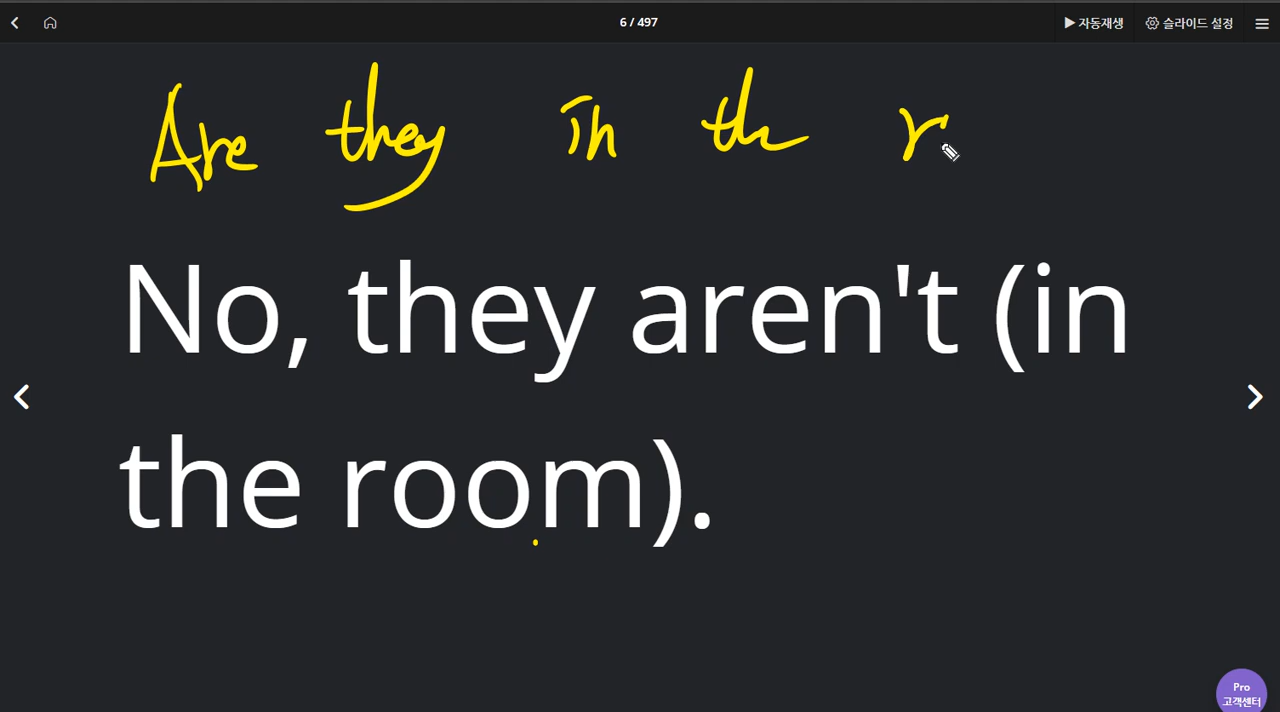 6 / 497
▶ 자동재생
슬라이드 설정
Are they in the r
No, they aren't (in
the room).
Pro
고객센터